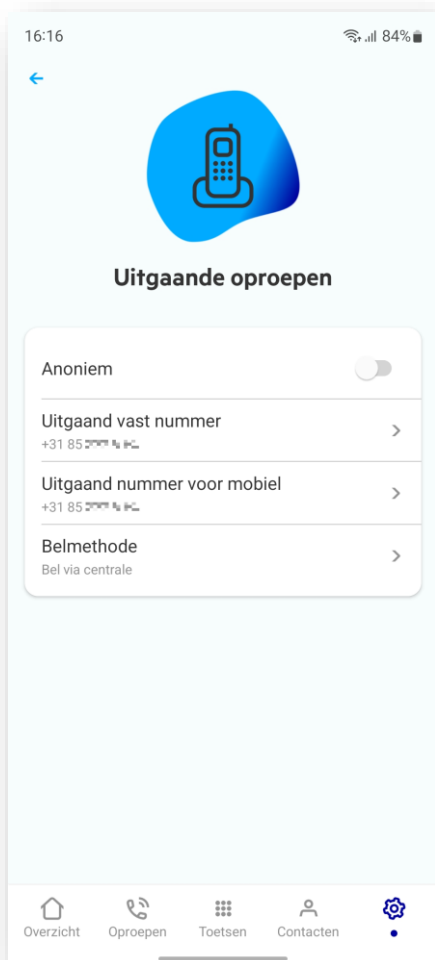 16:16
84%
Uitgaande oproepen
Anoniem
Uitgaand vast nummer
+31 85
Uitgaand nummer voor mobiel
+31 85
Belmethode
Bel via centrale
Overzicht
Oproepen
Toetsen
Contacten